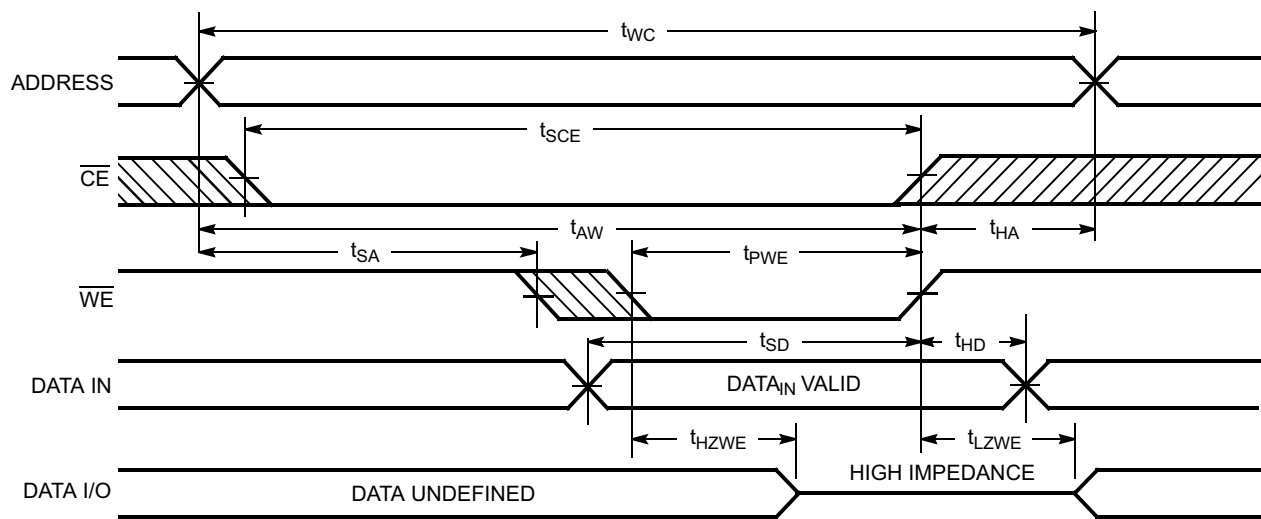 tWC
ADDRESS
tSCE
CE
tAW
tHA
tSA
tPWE
WE
tSD
tHD
DATA IN
DATAIN VALID
tHZWE
tLZWE
HIGH IMPEDANCE
DATA I/O
DATA UNDEFINED